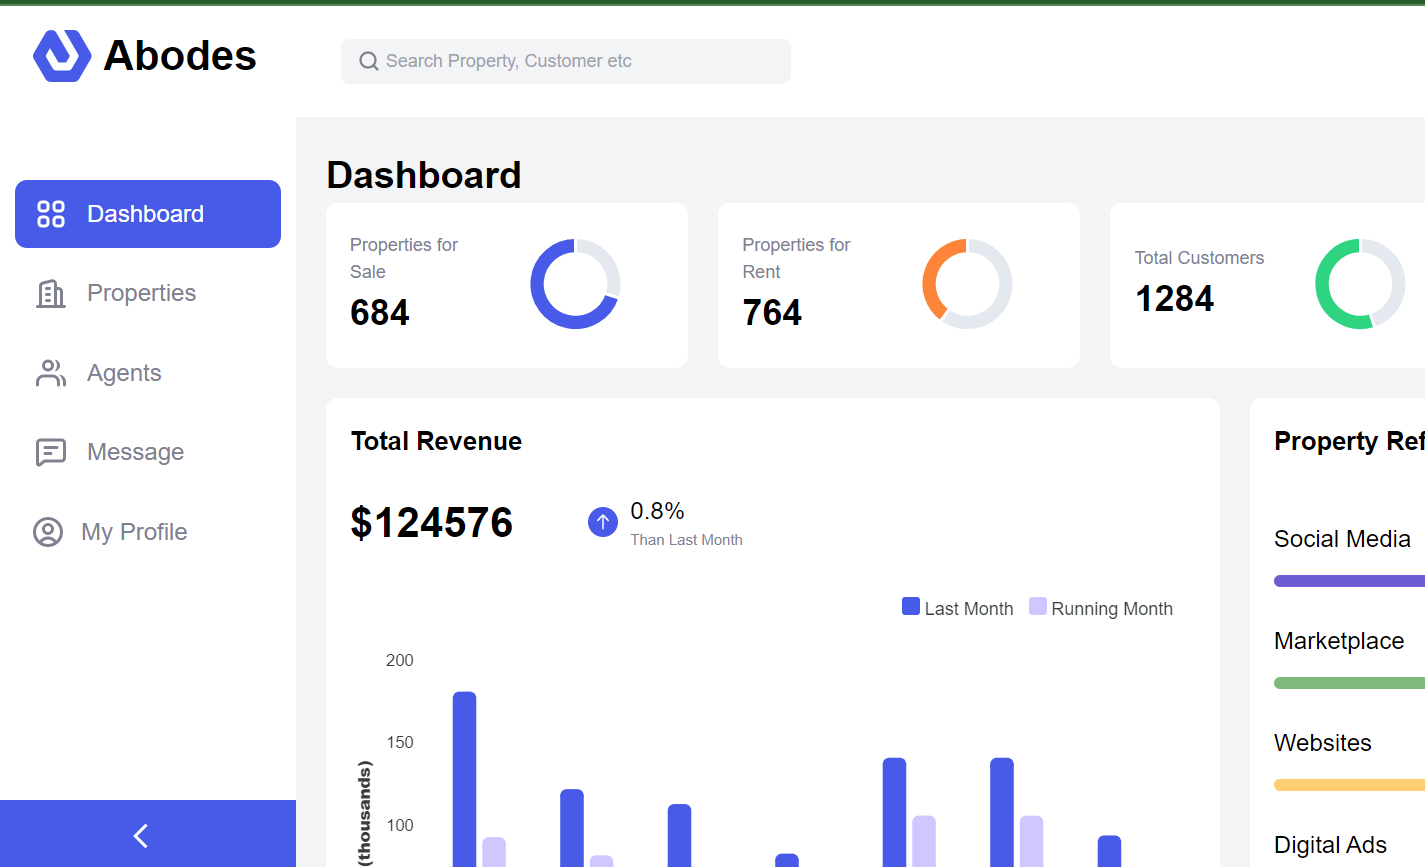 Abodes
Search Property, Customer etc
Dashboard
Properties
Agents
Message
My Profile
Dashboard
Properties for
Sale
684
Properties for
Rent
764
Total Customers
1284
Total Revenue
$124576
0.8%
Than Last Month
Last Month
Running Month
200
150
100
(thousands)
Property Ref
Social Media
Marketplace
Websites
Digital Ads